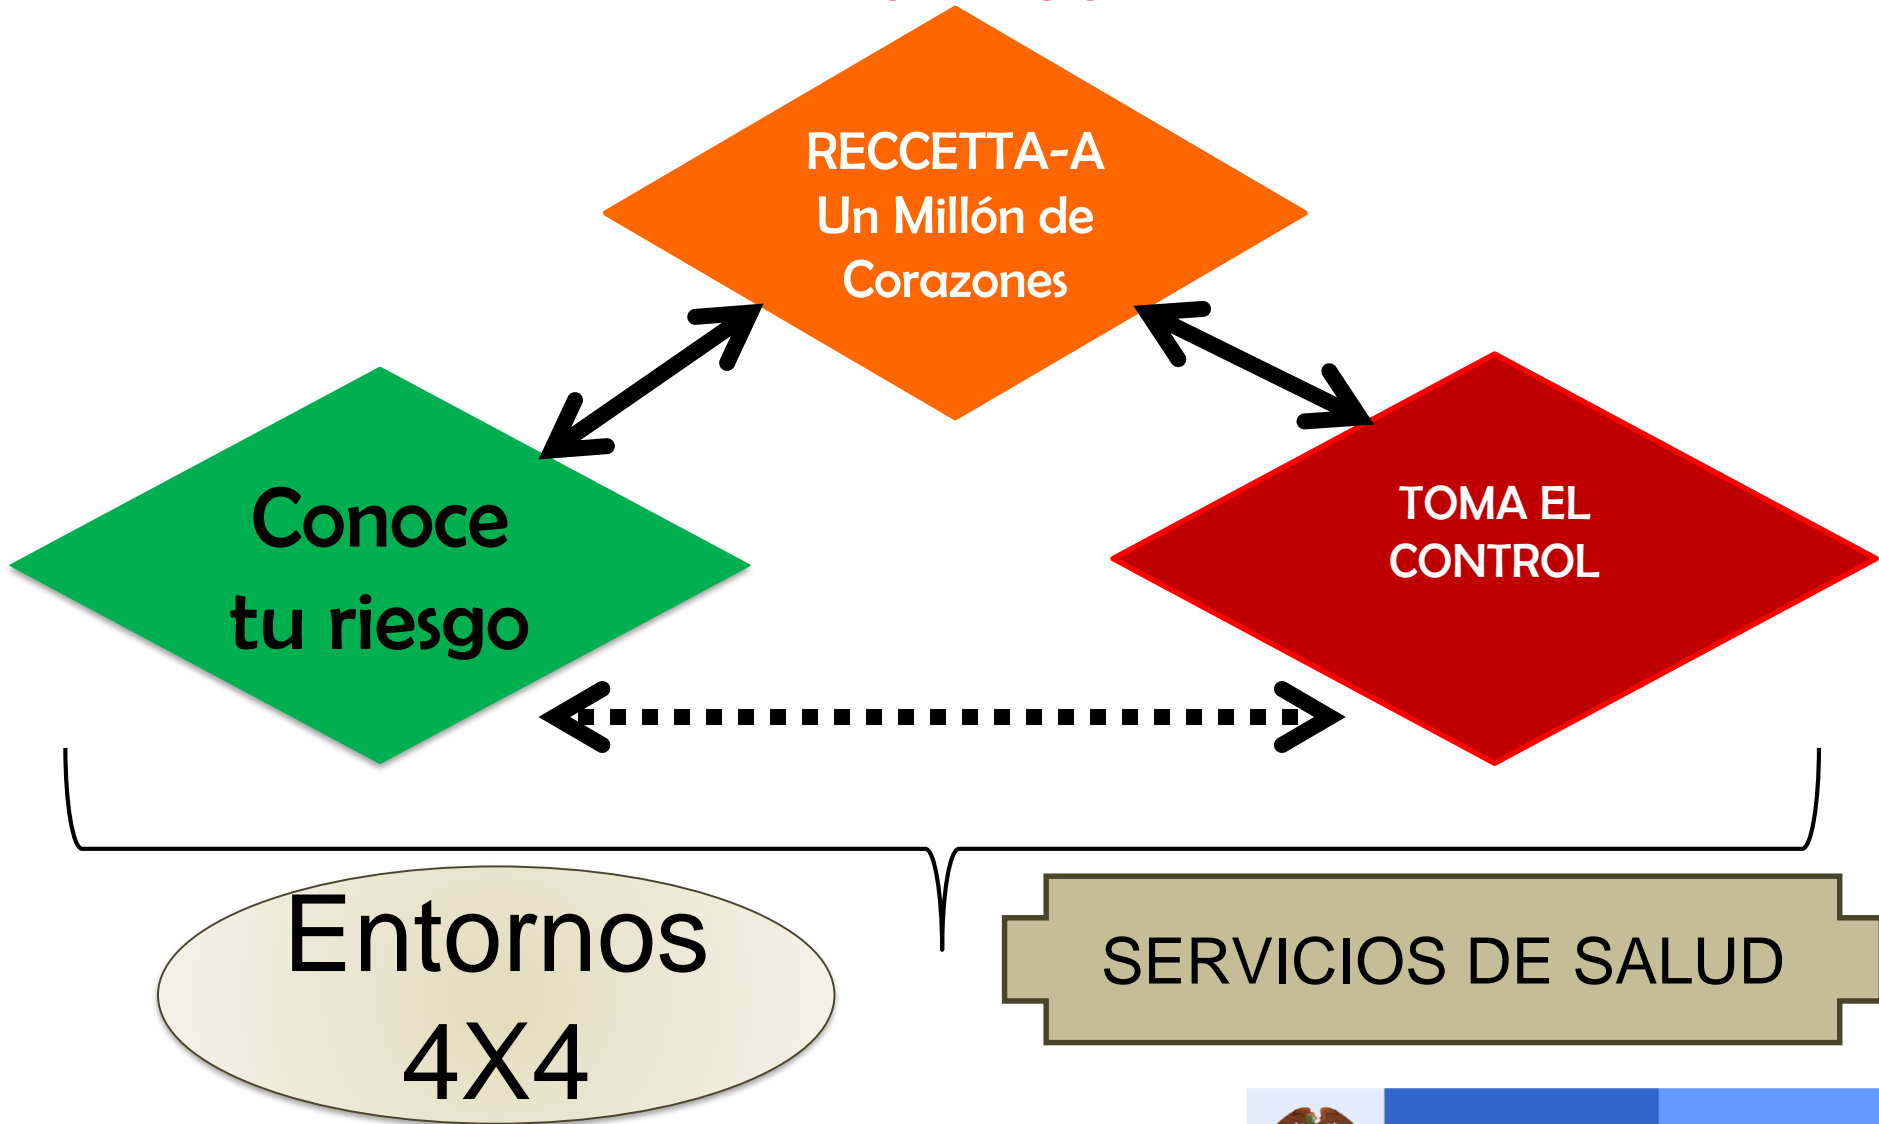 RECCETTA-A
Un Millón de
Corazones
Conoce
tu riesgo
TOMA EL
CONTROL
Entornos
4X4
SERVICIOS DE SALUD